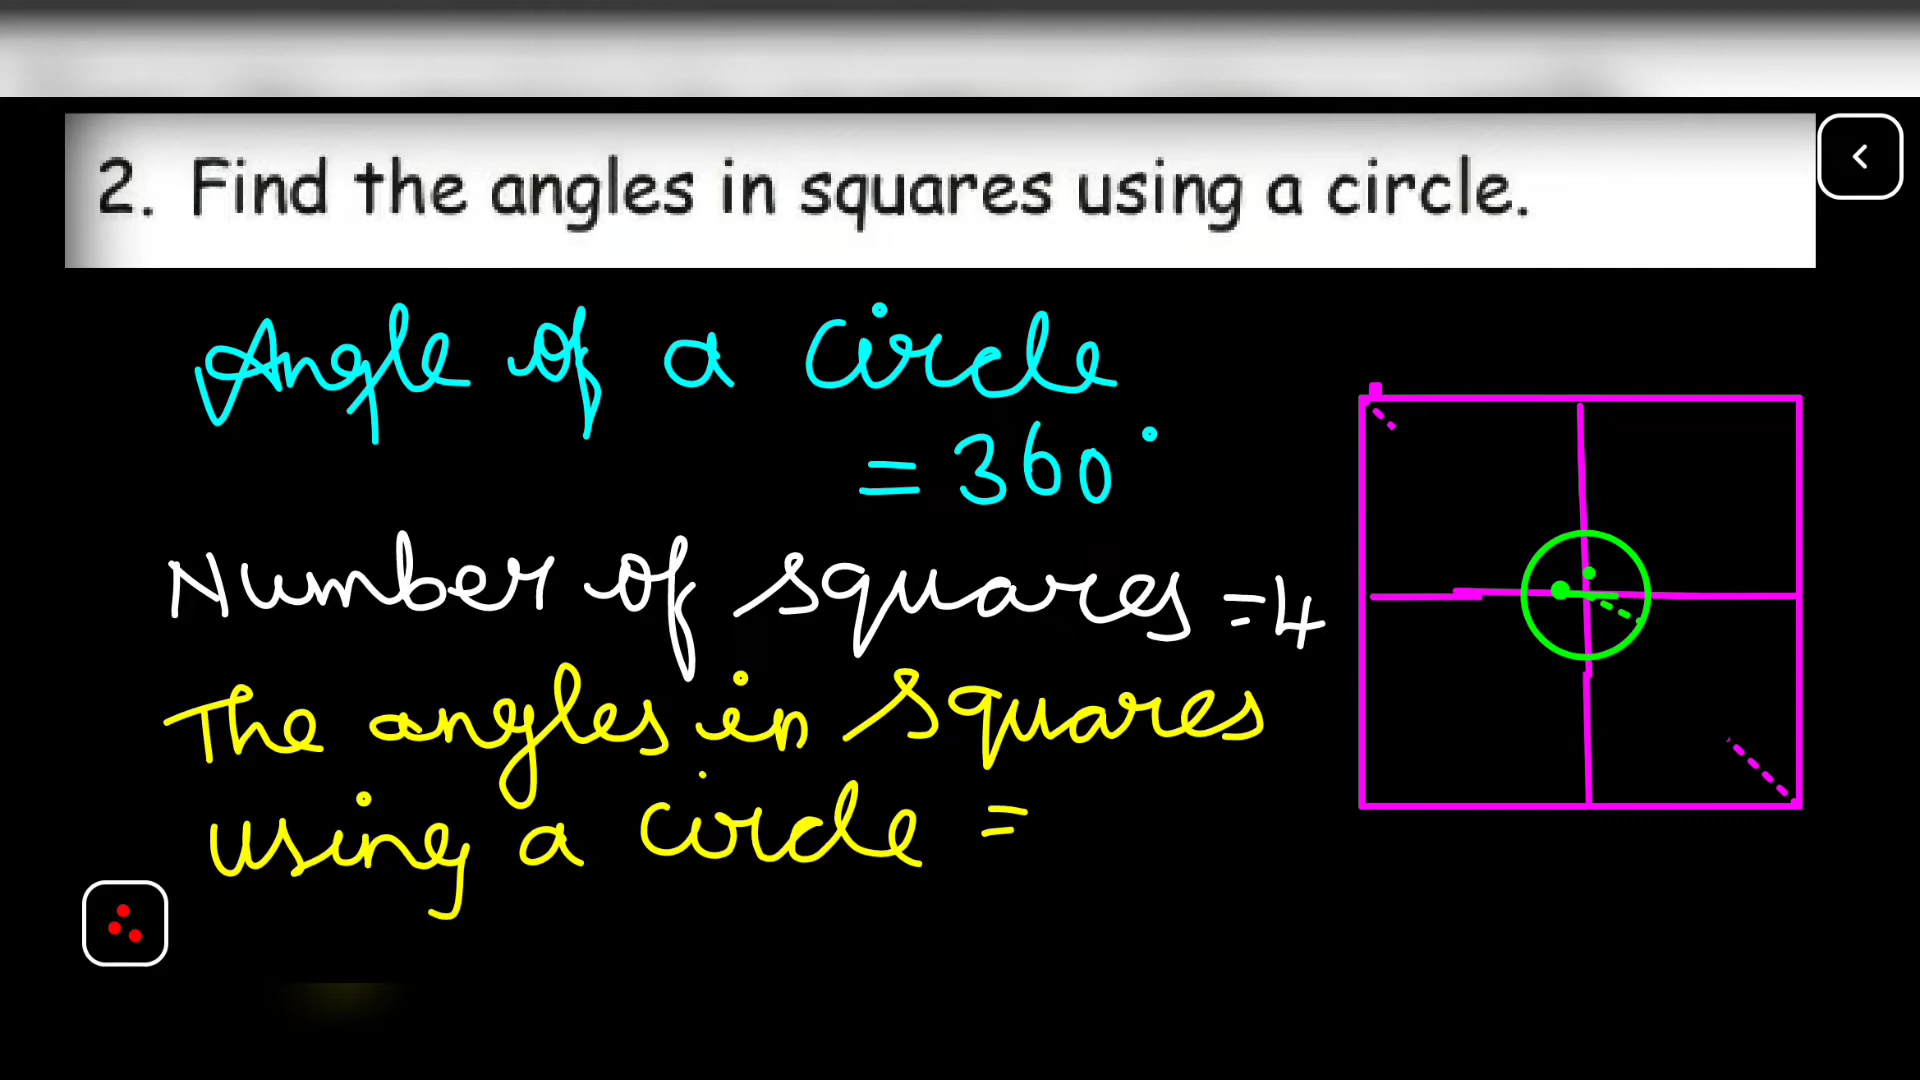 2. Find the angles in squares using a circle.
Angle of a circle
= 360°
Number of squares = 4
The angles in squares
using a circle =